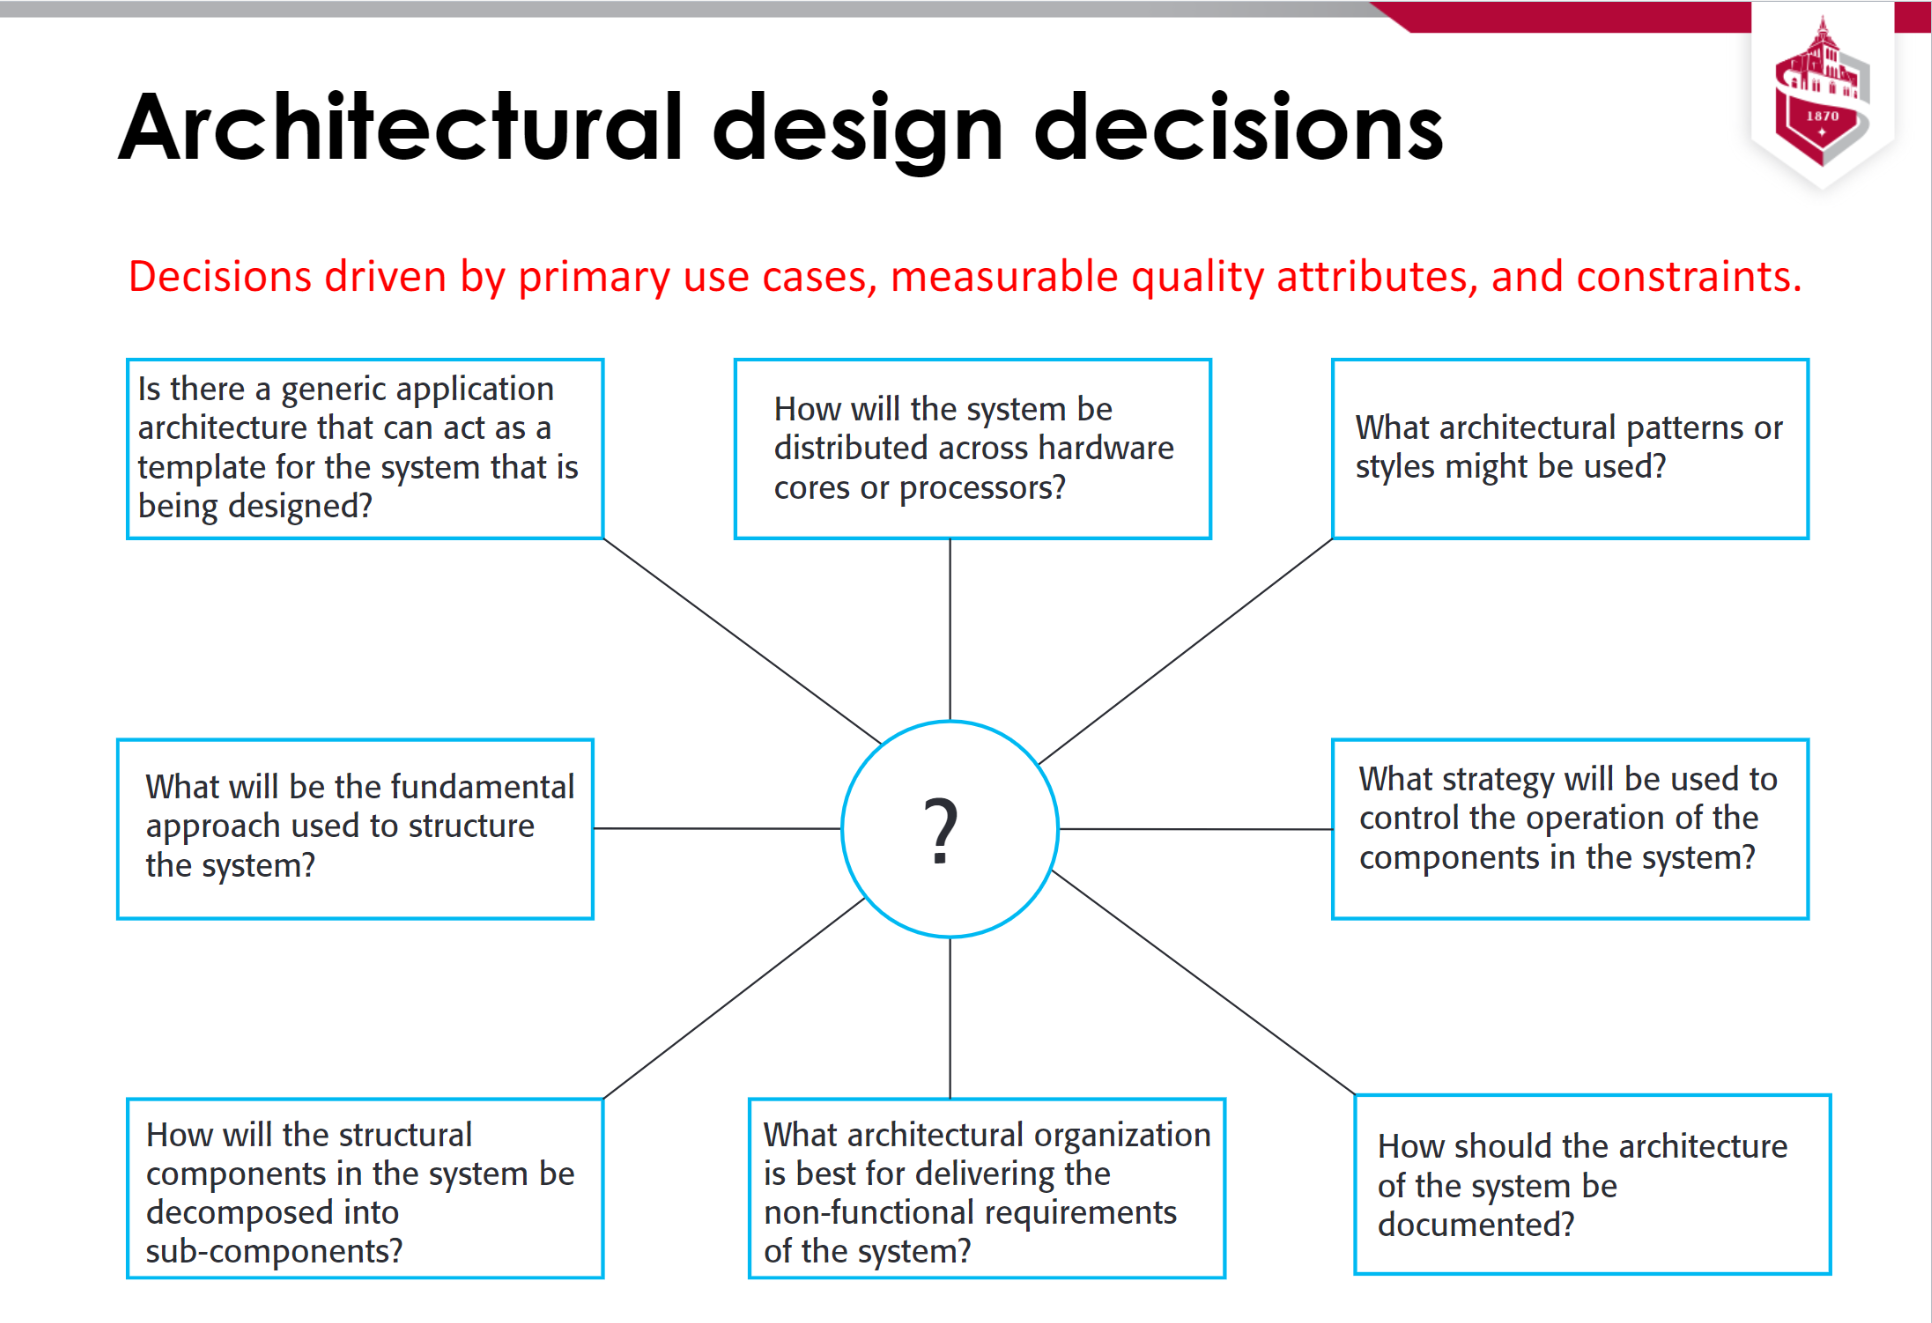 1870
Architectural design decisions
Decisions driven by primary use cases, measurable quality attributes, and constraints.
Is there a generic application
architecture that can act as a
template for the system that is
being designed?
How will the system be
distributed across hardware
cores or processors?
What architectural patterns or
styles might be used?
What will be the fundamental
approach used to structure
the system?
?
What strategy will be used to
control the operation of the
components in the system?
How will the structural
components in the system be
decomposed into
sub-components?
What architectural organization
is best for delivering the
non-functional requirements
of the system?
How should the architecture
of the system be
documented?